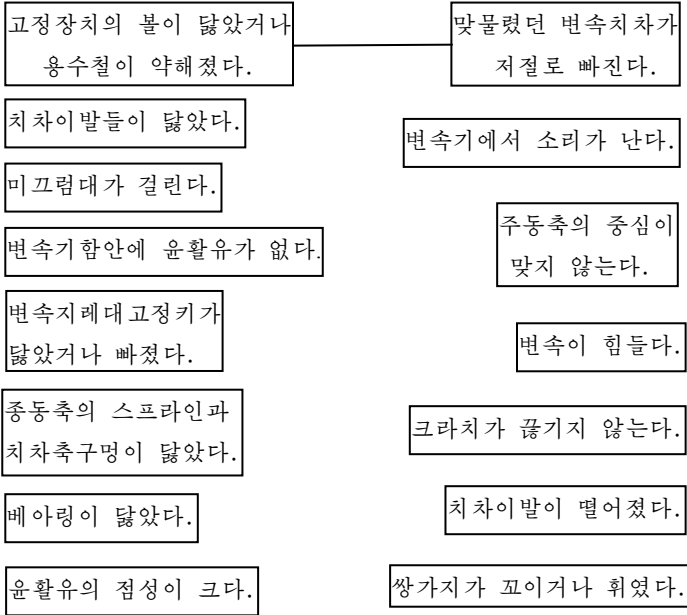 고정장치의 볼이 닳았거나
용수철이 약해졌다.
맞물렸던 변속치차가
저절로 빠진다.
치차이발들이 닳았다.
변속기에서 소리가 난다.
미끄럼대가 걸린다.
주동축의 중심이
맞지 않는다.
변속기함안에 윤활유가 없다.
변속지레대고정키가
닳았거나 빠졌다.
변속이 힘들다.
종동축의 스프라인과
치차축구멍이 닳았다.
크라치가 끊기지 않는다.
베아링이 닳았다.
치차이발이 떨어졌다.
윤활유의 점성이 크다.
쌍가지가 꼬이거나 휘였다.